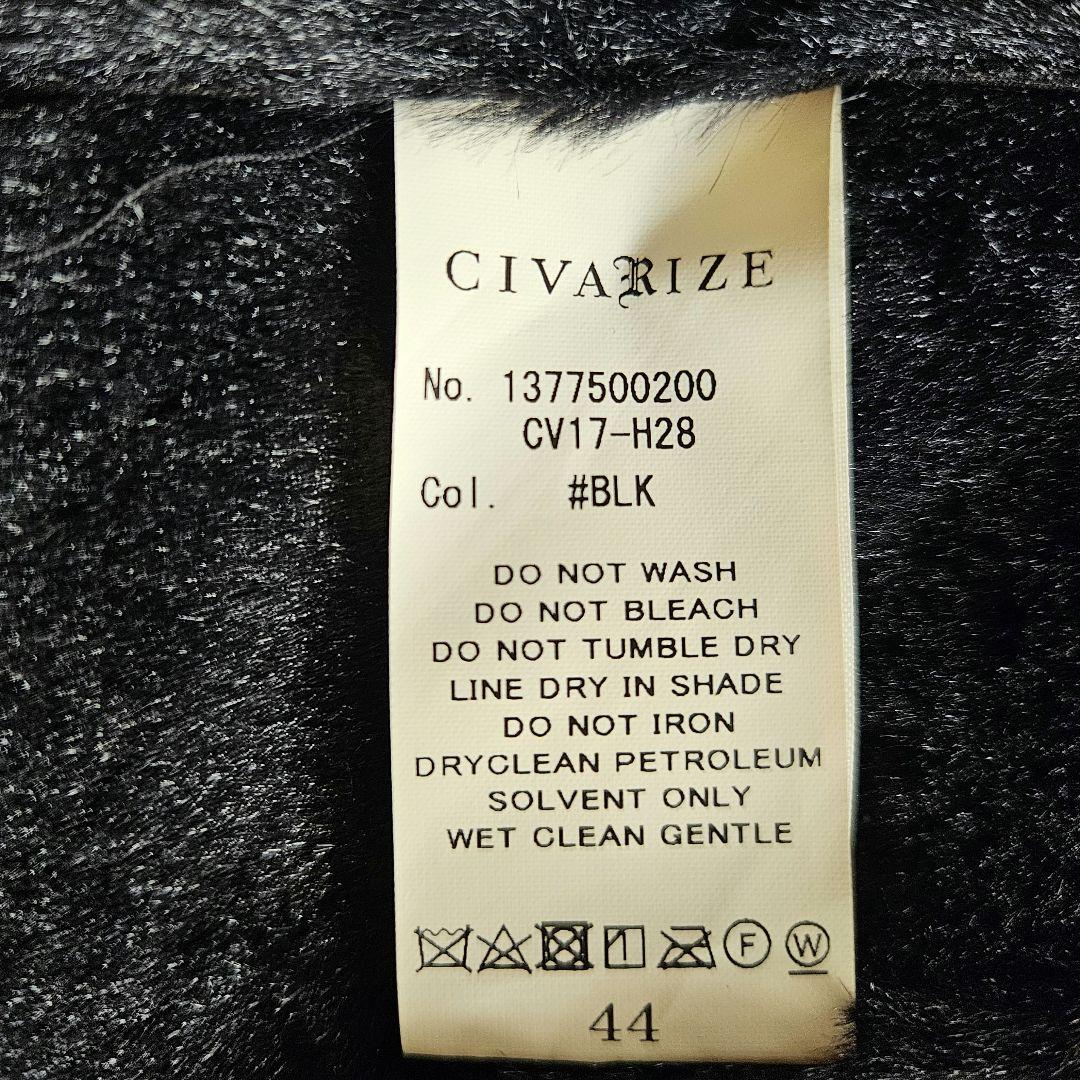 CIVARIZE
No. 1377500200
CV17-H28
Col. #BLK
DO NOT WASH
DO NOT BLEACH
DO NOT TUMBLE DRY
LINE DRY IN SHADE
DO NOT IRON
DRYCLEAN PETROLEUM
SOLVENT ONLY
WET CLEAN GENTLE
F W
44